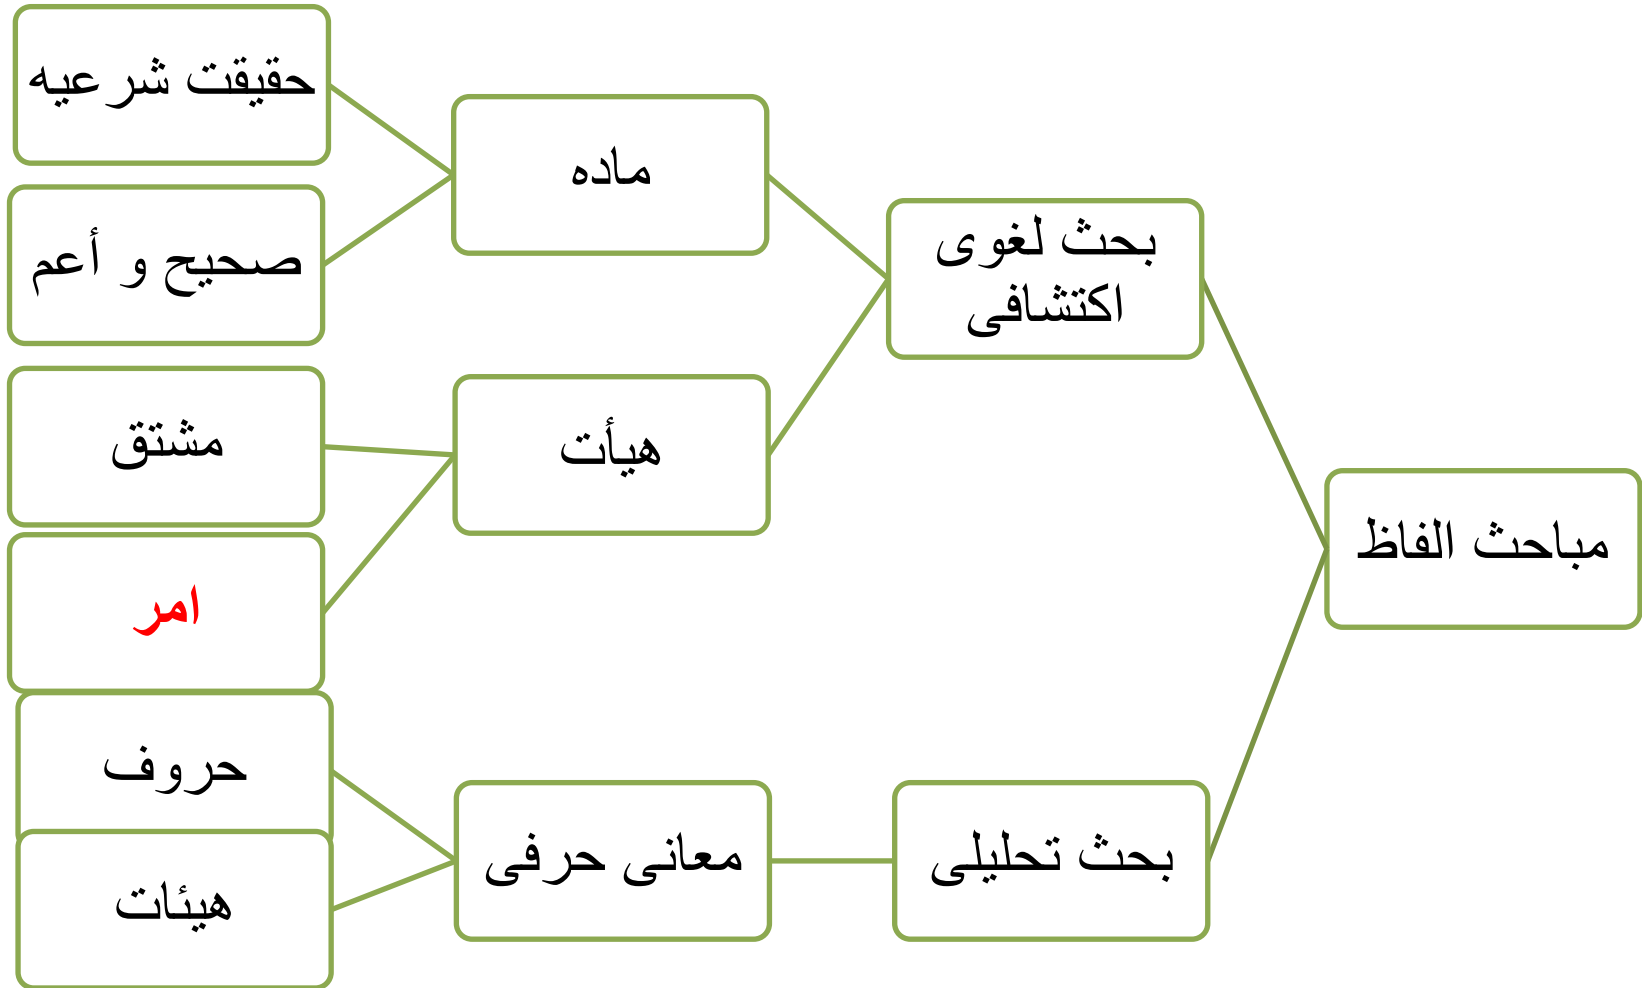 مباحث الفاظ
بحث لغوی
اکتشافی
ماده
حقیقت شرعیه
صحیح و أعم
هیأت
مشتق
امر
بحث تحلیلی
معانی حرفی
حروف
هیئات